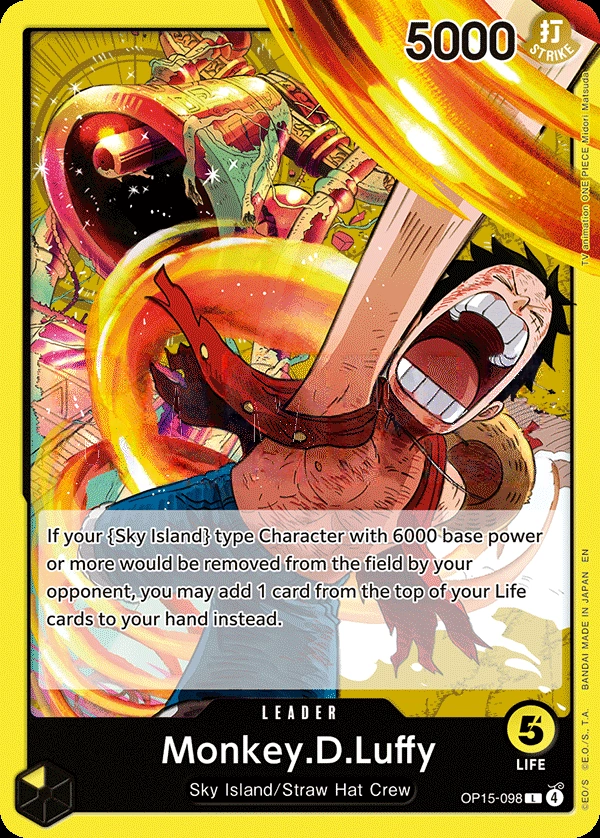 5000
打
STRIKE
TV animation ONE PIECE Midori Matsuda
If your {Sky Island} type Character with 6000 base power
or more would be removed from the field by your
opponent, you may add 1 card from the top of your Life
cards to your hand instead.
BANDAI MADE IN JAPAN EN
©E.O./S., T.A.
©EO/S
LEADER
Monkey.D.Luffy
Sky Island/Straw Hat Crew
5
LIFE
OP15-098 L 4